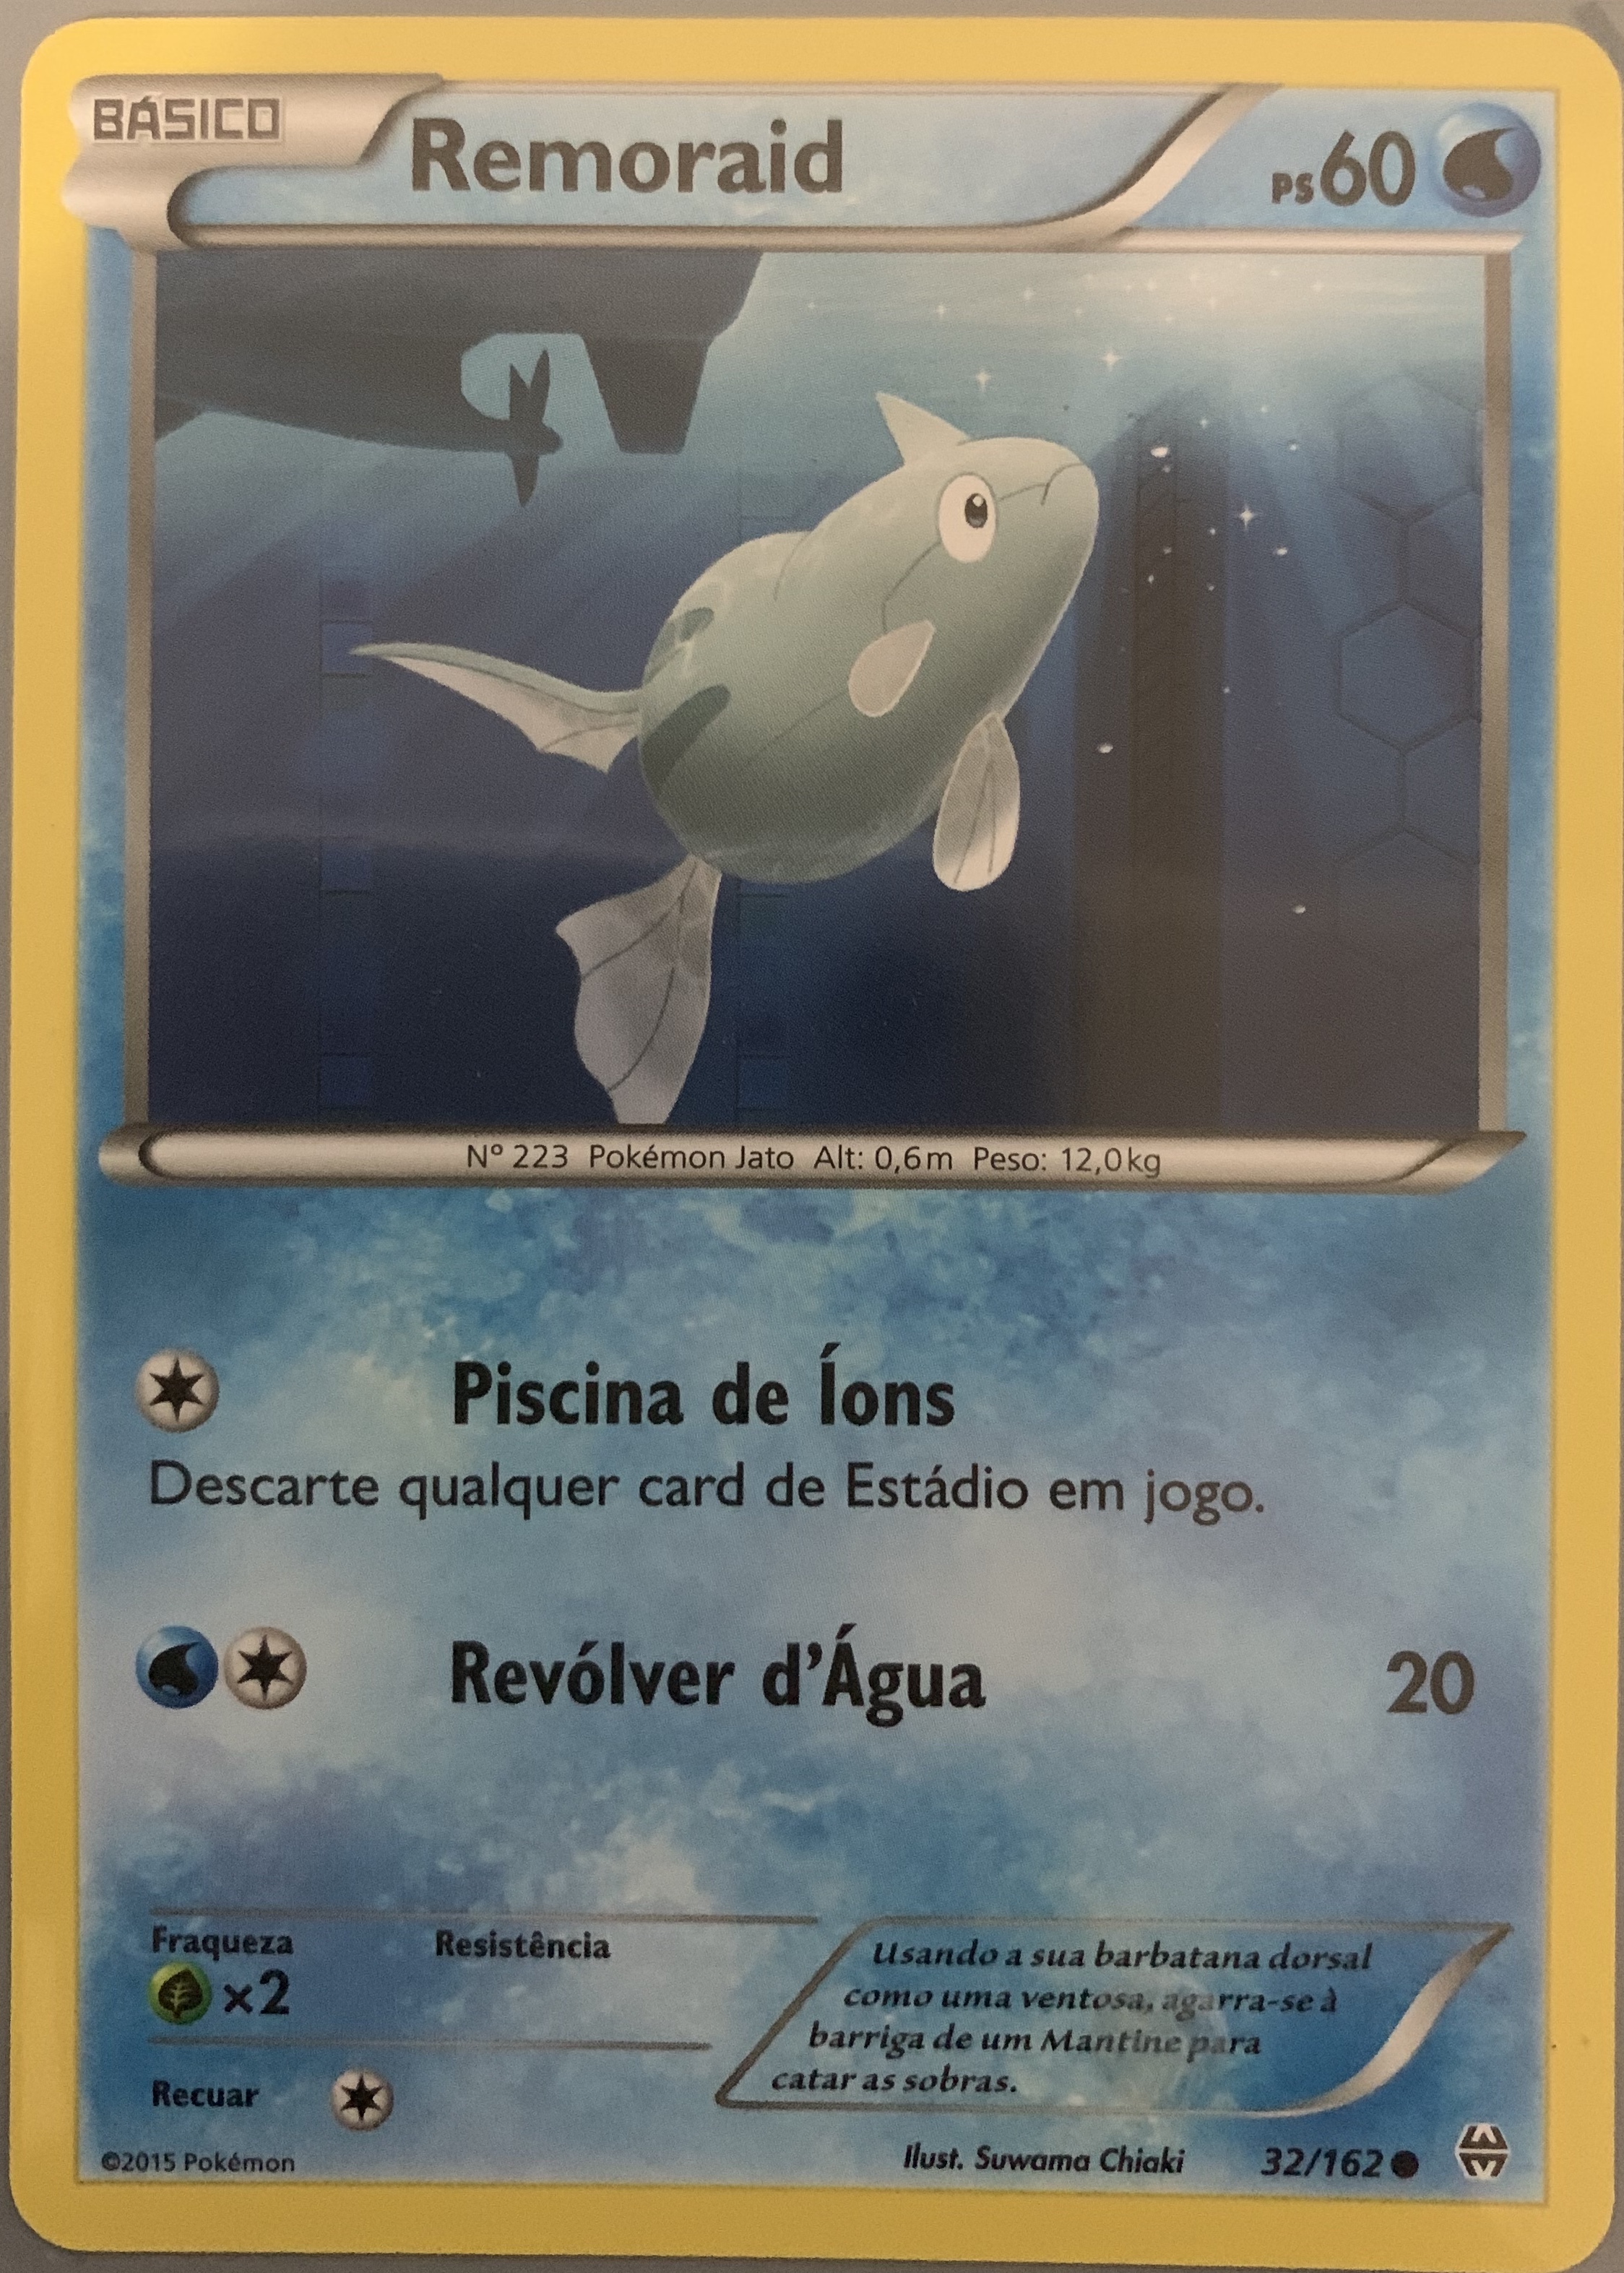 BÁSICO
Remoraid
PS60
Nº 223 Pokémon Jato Alt: 0,6m Peso: 12,0kg
Piscina de Íons
Descarte qualquer card de Estádio em jogo.
Revólver d'Água 20
Fraqueza Resistência
×2
Recuar
Usando a sua barbatana dorsal
como uma ventosa, agarra-se à
barriga de um Mantine para
catar as sobras.
©2015 Pokémon
Ilust. Suwama Chiaki
32/162